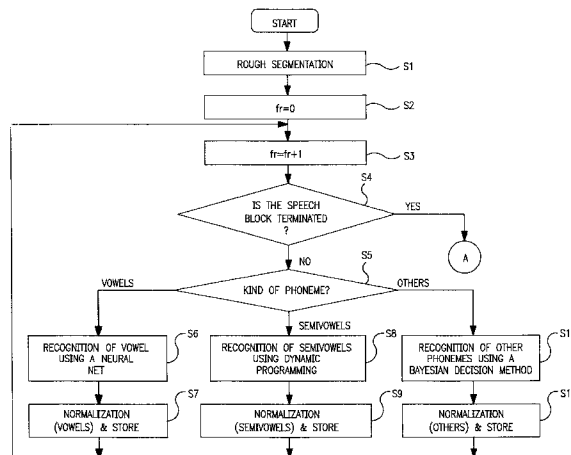 START
ROUGH SEGMENTATION
S1
fr=0
S2
fr=fr+1
S3
S4
IS THE SPEECH
BLOCK TERMINATED
?
YES
A
NO
S5
VOWELS
KIND OF PHONEME?
OTHERS
SEMIVOWELS
S6
RECOGNITION OF VOWEL
USING A NEURAL
NET
S8
RECOGNITION OF SEMIVOWELS
USING DYNAMIC
PROGRAMMING
S1
RECOGNITION OF OTHER
PHONEMES USING A
BAYESIAN DECISION METHOD
S7
NORMALIZATION
(VOWELS) & STORE
S9
NORMALIZATION
(SEMIVOWELS) & STORE
S1
NORMALIZATION
(OTHERS) & STORE